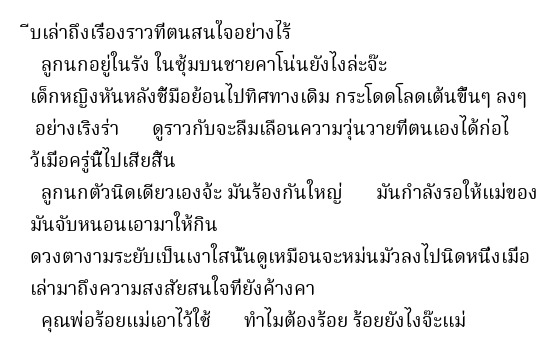 ีบเล่าถึงเรื่องราวที่ตนสนใจอย่างไร้
ลูกนกอยู่ในรัง ในซุ้มบนชายคาโน่นยังไงล่ะจ๊ะ
เด็กหญิงหันหลังชี้มือย้อนไปทิศทางเดิม กระโดดโลดเต้นขึ้นๆ ลงๆ
อย่างเริงร่า ดูราวกับจะลืมเลือนความวุ่นวายที่ตนเองได้ก่อไ
ว้เมื่อครู่นี้ไปเสียสิ้น
ลูกนกตัวนิดเดียวเองจ้ะ มันร้องกันใหญ่ มันกำลังรอให้แม่ของ
มันจับหนอนเอามาให้กิน
ดวงตางามระยับเป็นเงาใสนั้นดูเหมือนจะหม่นมัวลงไปนิดหนึ่งเมื่อ
เล่ามาถึงความสงสัยสนใจที่ยังค้างคา
คุณพ่อร้อยแม่เอาไว้ใช้ ทำไมต้องร้อย ร้อยยังไงจ๊ะแม่